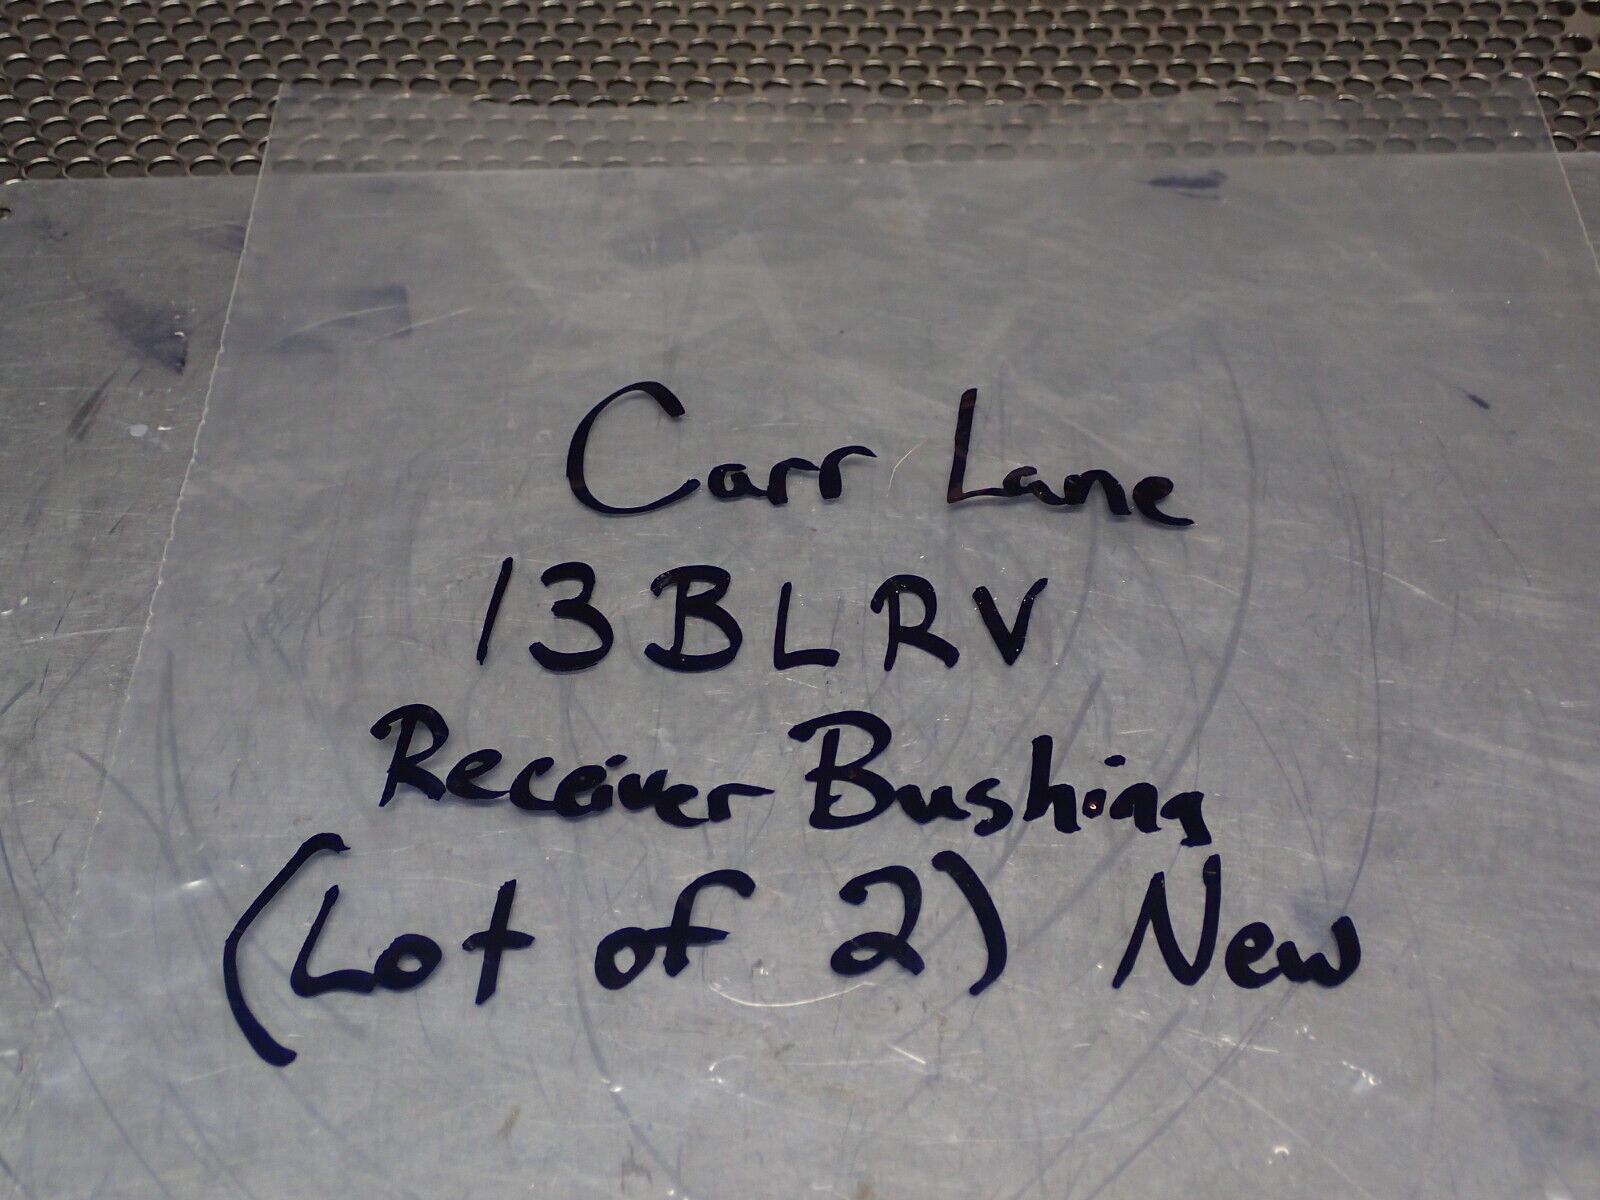 Carr Lane
13BLRV
Receiver Bushing
(Lot of 2) New